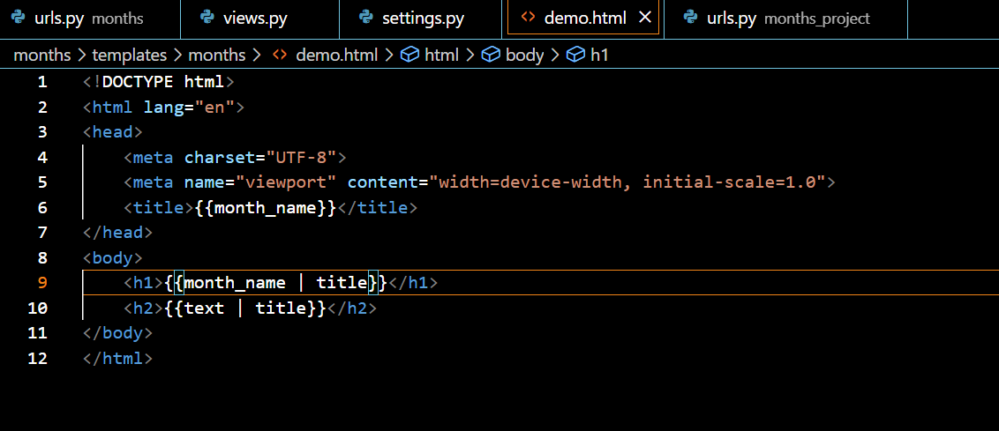 urls.py months views.py settings.py demo.html urls.py months_project
months > templates > months > demo.html > html > body > h1
1 <!DOCTYPE html>
2 <html lang="en">
3 <head>
4 <meta charset="UTF-8">
5 <meta name="viewport" content="width=device-width, initial-scale=1.0">
6 <title>{{month_name}}</title>
7 </head>
8 <body>
9 <h1>{{month_name | title}}</h1>
10 <h2>{{text | title}}</h2>
11 </body>
12 </html>